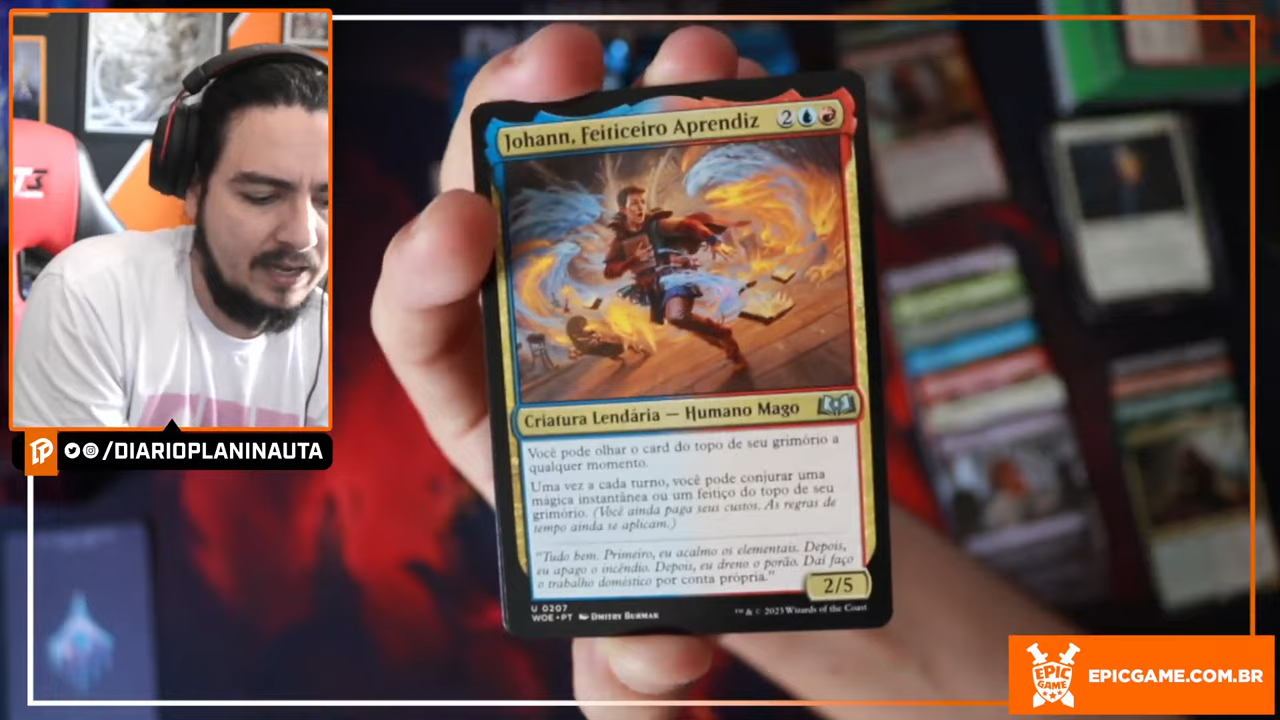 Johann, Feiticeiro Aprendiz 2
Criatura Lendária — Humano Mago
Você pode olhar o card do topo de seu grimório a
qualquer momento.
Uma vez a cada turno, você pode conjurar uma
mágica instantânea ou um feitiço do topo de seu
grimório. (Você ainda paga seus custos. As regras de
tempo ainda se aplicam.)
"Tudo bem. Primeiro, eu acalmo os elementais. Depois,
eu apago o incêndio. Depois, eu dreno o porão. Daí faço
o trabalho doméstico por conta própria."
2/5
U 0207
WOE • PT DMITRY BURMAK
™ & © 2023 Wizards of the Coast
/DIARIOPLANINAUTA
EPIC
GAME
EPICGAME.COM.BR